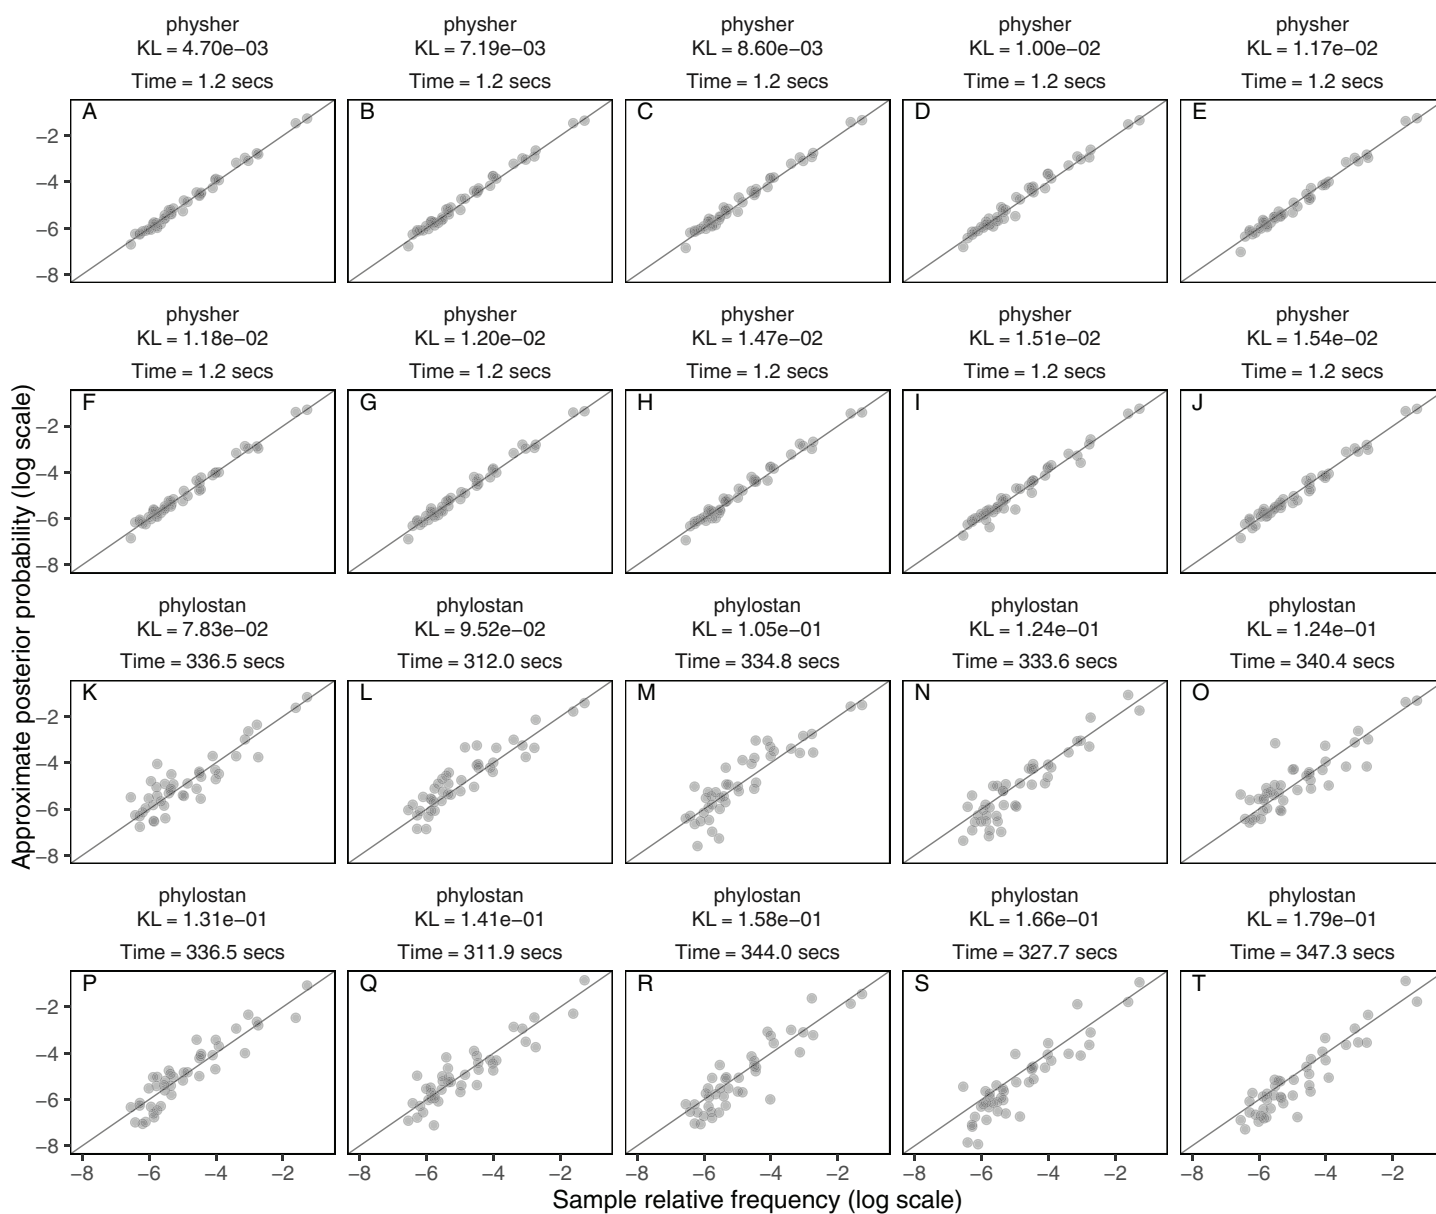 physher
KL = 4.70e−03
Time = 1.2 secs
physher
KL = 7.19e−03
Time = 1.2 secs
physher
KL = 8.60e−03
Time = 1.2 secs
physher
KL = 1.00e−02
Time = 1.2 secs
physher
KL = 1.17e−02
Time = 1.2 secs
A
B
C
D
E
−2
−4
−6
−8
physher
KL = 1.18e−02
Time = 1.2 secs
physher
KL = 1.20e−02
Time = 1.2 secs
physher
KL = 1.47e−02
Time = 1.2 secs
physher
KL = 1.51e−02
Time = 1.2 secs
physher
KL = 1.54e−02
Time = 1.2 secs
F
G
H
I
J
−2
−4
−6
−8
Approximate posterior probability (log scale)
phylostan
KL = 7.83e−02
Time = 336.5 secs
phylostan
KL = 9.52e−02
Time = 312.0 secs
phylostan
KL = 1.05e−01
Time = 334.8 secs
phylostan
KL = 1.24e−01
Time = 333.6 secs
phylostan
KL = 1.24e−01
Time = 340.4 secs
K
L
M
N
O
−2
−4
−6
−8
phylostan
KL = 1.31e−01
Time = 336.5 secs
phylostan
KL = 1.41e−01
Time = 311.9 secs
phylostan
KL = 1.58e−01
Time = 344.0 secs
phylostan
KL = 1.66e−01
Time = 327.7 secs
phylostan
KL = 1.79e−01
Time = 347.3 secs
P
Q
R
S
T
−2
−4
−6
−8
−8 −6 −4 −2
−8 −6 −4 −2
−8 −6 −4 −2
−8 −6 −4 −2
−8 −6 −4 −2
Sample relative frequency (log scale)